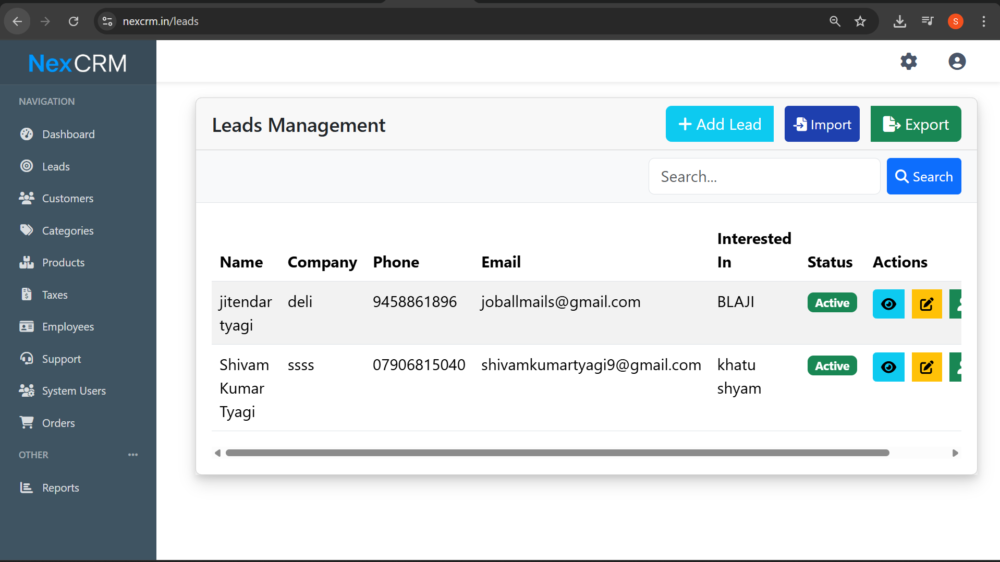 nexcrm.in/leads
S
NexCRM
NAVIGATION
Dashboard
Leads
Customers
Categories
Products
Taxes
Employees
Support
System Users
Orders
OTHER
Reports
Leads Management
Add Lead
Import
Export
Search...
Search
Name Company Phone Email Interested In Status Actions
jitendar tyagi deli 9458861896 joballmails@gmail.com BLAJI Active
Shivam Kumar Tyagi ssss 07906815040 shivamkumartyagi9@gmail.com khatu shyam Active